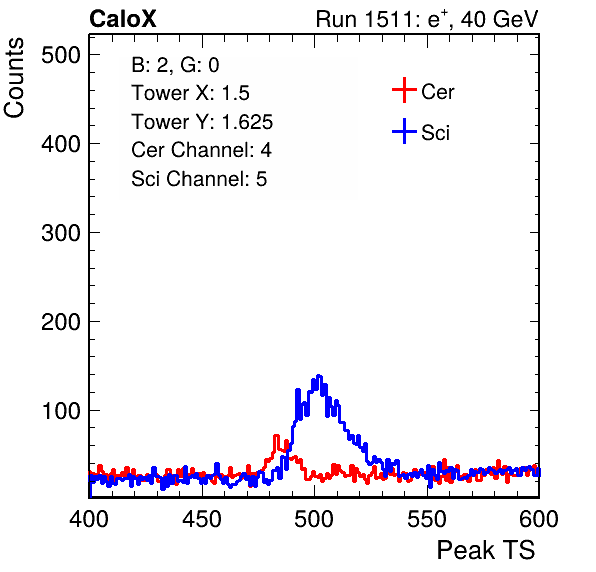 CaloX Run 1511: e+, 40 GeV
Counts
500
400
300
200
100
B: 2, G: 0
Tower X: 1.5
Tower Y: 1.625
Cer Channel: 4
Sci Channel: 5
Cer
Sci
400 450 500 550 600
Peak TS